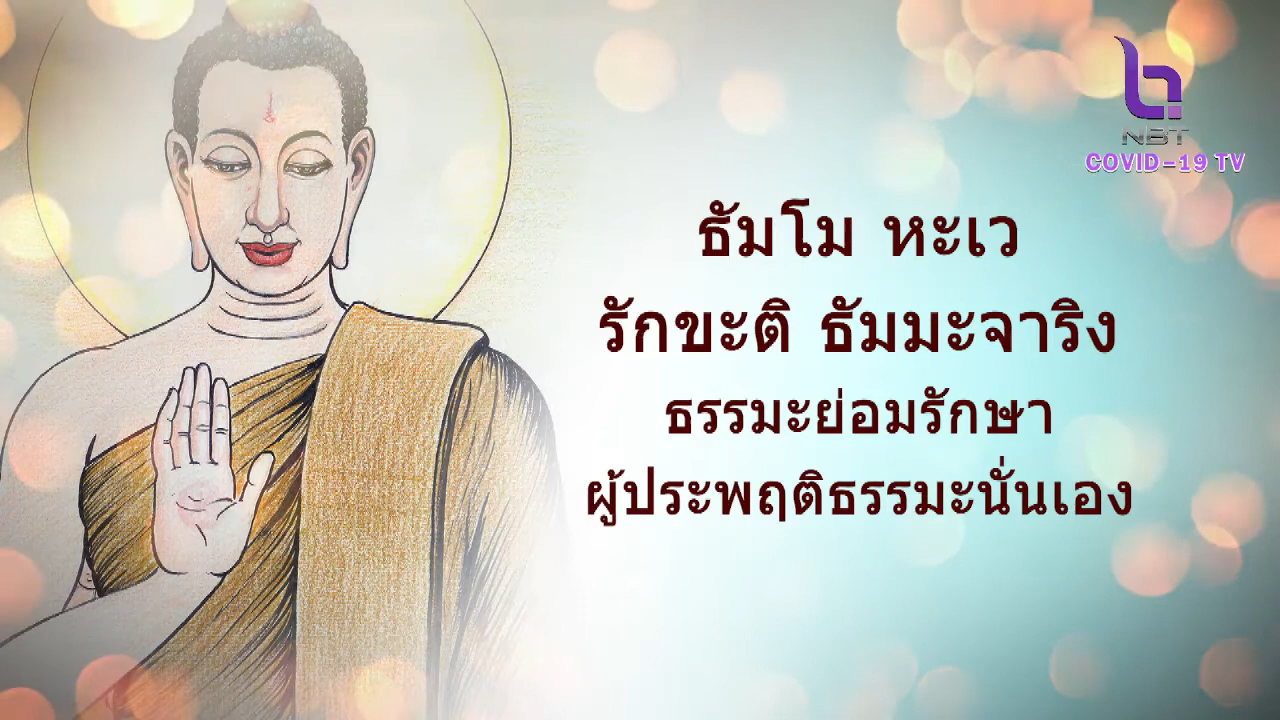 NBT
COVID-19 TV
ธัมโม หะเว
รักขะติ ธัมมะจาริง
ธรรมะย่อมรักษา
ผู้ประพฤติธรรมะนั่นเอง